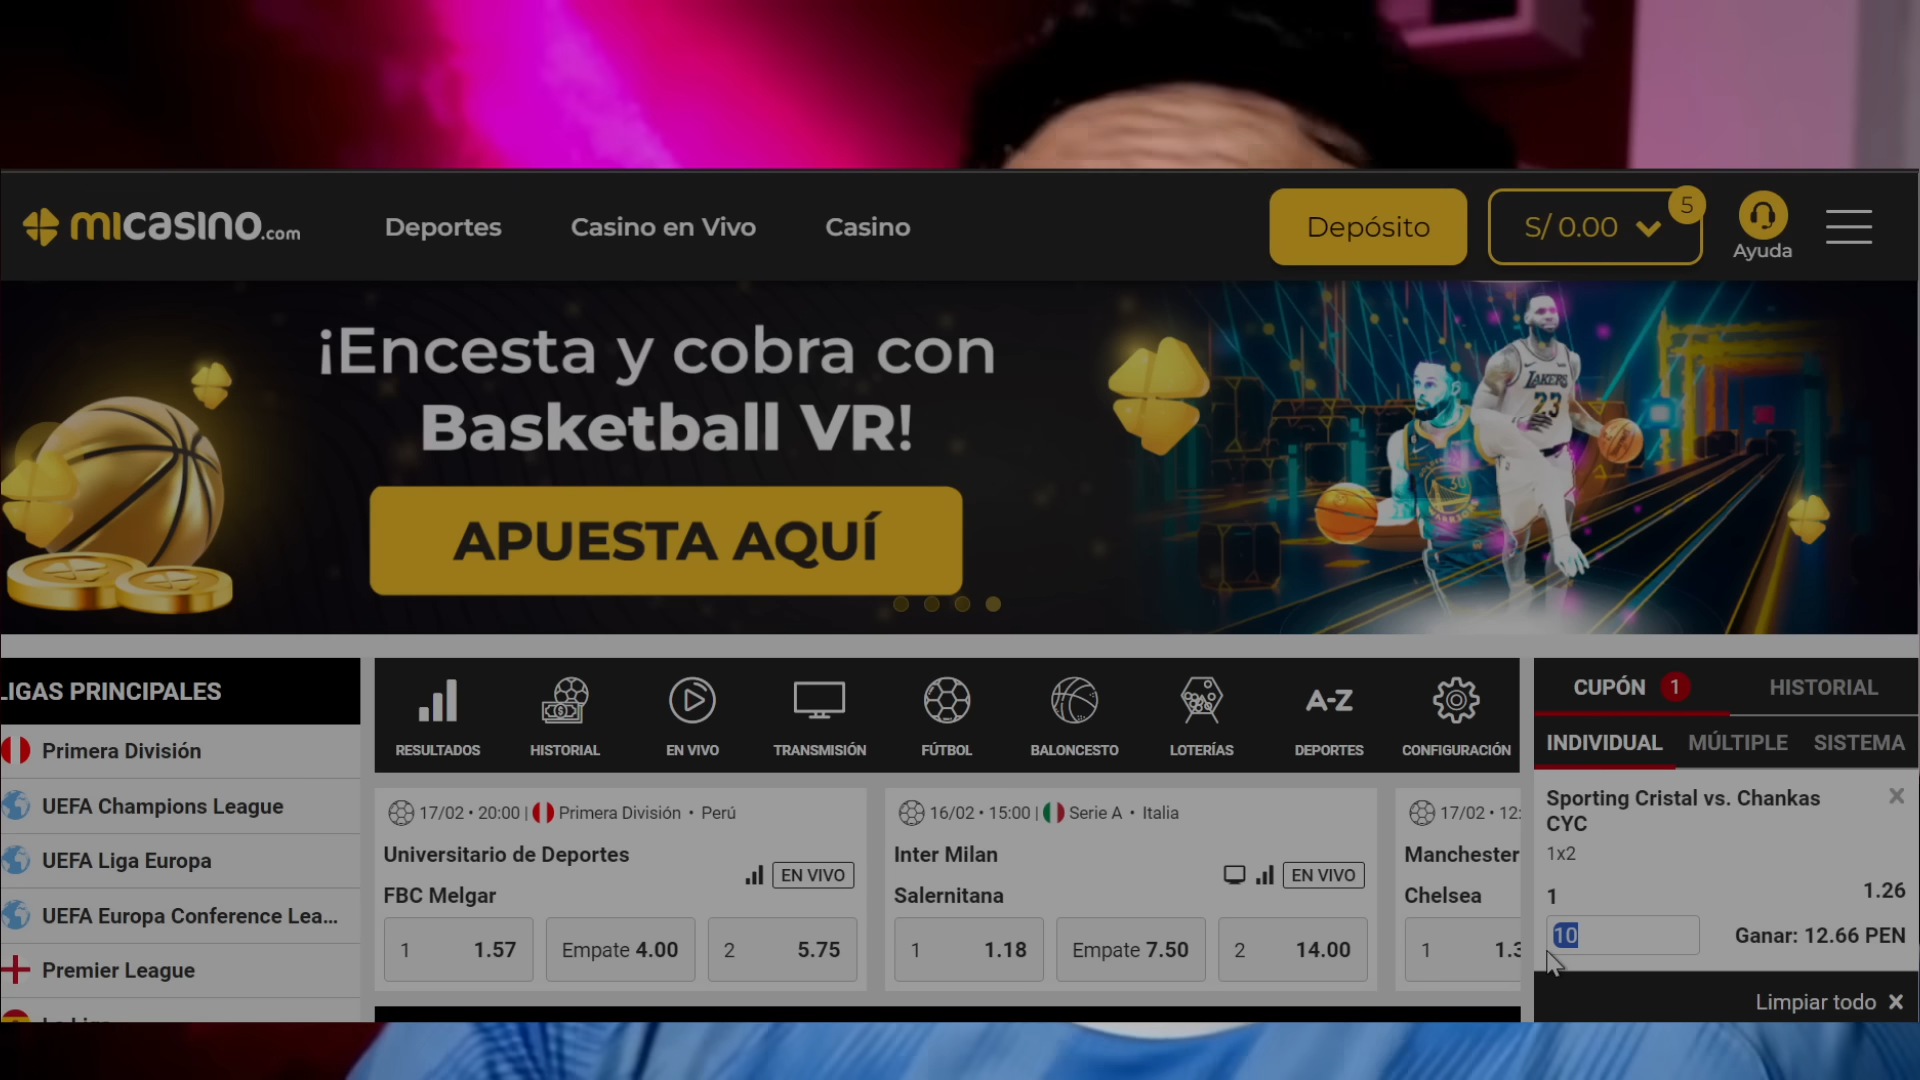 micasino.com
Deportes
Casino en Vivo
Casino
Depósito
S/ 0.00
5
Ayuda
¡Encesta y cobra con
Basketball VR!
APUESTA AQUÍ
LAKERS
23
30
WARRIORS
LIGAS PRINCIPALES
Primera División
UEFA Champions League
UEFA Liga Europa
UEFA Europa Conference Lea...
Premier League
RESULTADOS
HISTORIAL
EN VIVO
TRANSMISIÓN
FÚTBOL
BALONCESTO
LOTERÍAS
A-Z
DEPORTES
CONFIGURACIÓN
17/02 • 20:00 | Primera División • Perú
Universitario de Deportes
FBC Melgar
EN VIVO
1 1.57
Empate 4.00
2 5.75
16/02 • 15:00 | Serie A • Italia
Inter Milan
Salernitana
EN VIVO
1 1.18
Empate 7.50
2 14.00
17/02 • 12:
Manchester
Chelsea
1 1.3
CUPÓN 1
HISTORIAL
INDIVIDUAL
MÚLTIPLE
SISTEMA
Sporting Cristal vs. Chankas
CYC
1x2
1 1.26
10
Ganar: 12.66 PEN
Limpiar todo